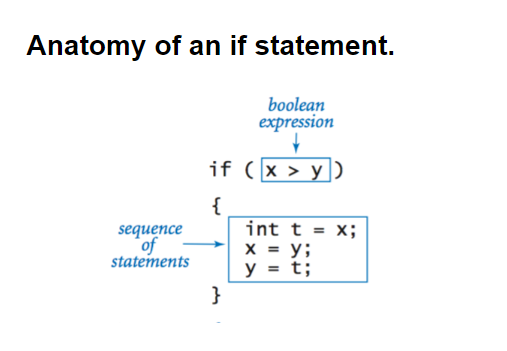 Anatomy of an if statement.
boolean
expression
if ( x > y )
{
int t = x;
x = y;
y = t;
sequence
of
statements
}